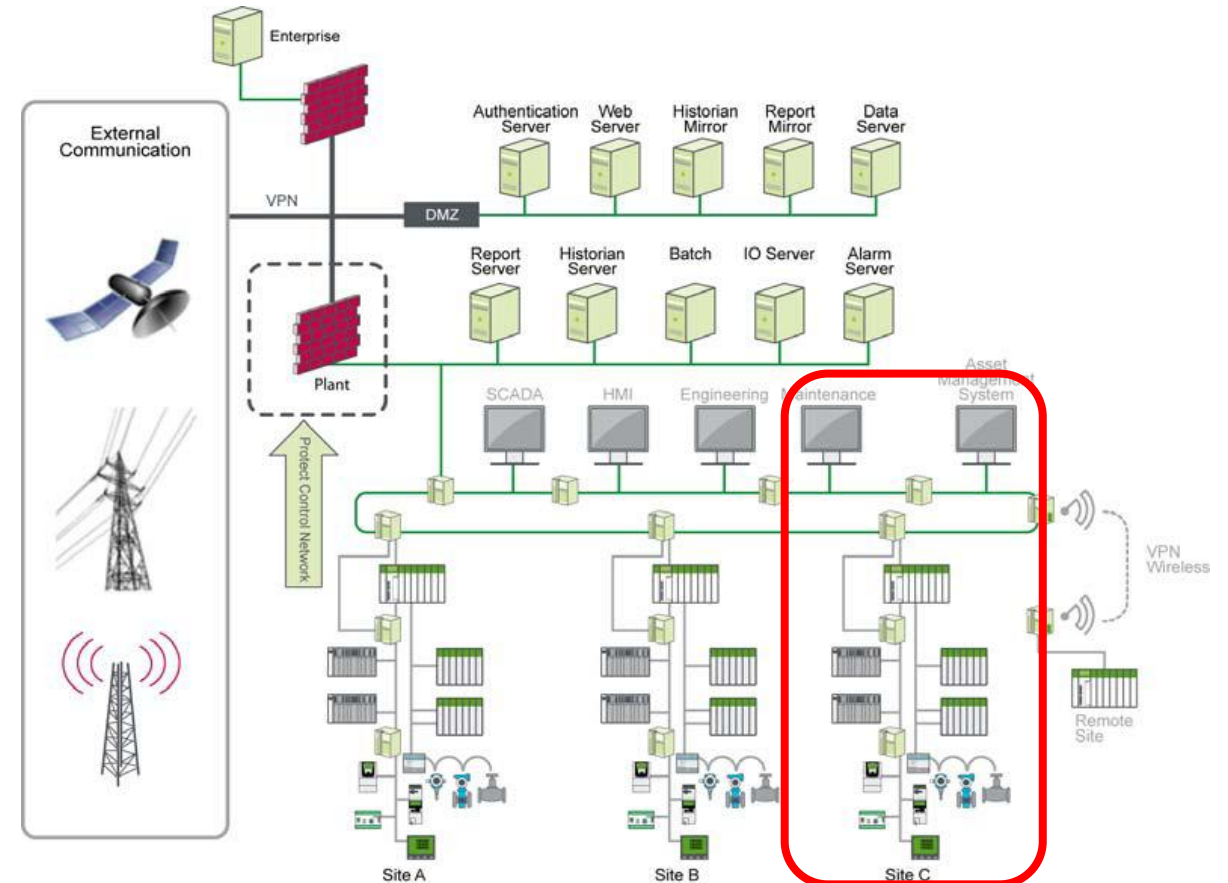 Enterprise
External
Communication
Authentication
Server
Web
Server
Historian
Mirror
Report
Mirror
Data
Server
VPN
DMZ
Report
Server
Historian
Server
Batch
IO Server
Alarm
Server
Plant
Protect Control Network
SCADA
HMI
Engineering
Maintenance
Asset
Management
System
VPN
Wireless
Remote
Site
Site A
Site B
Site C